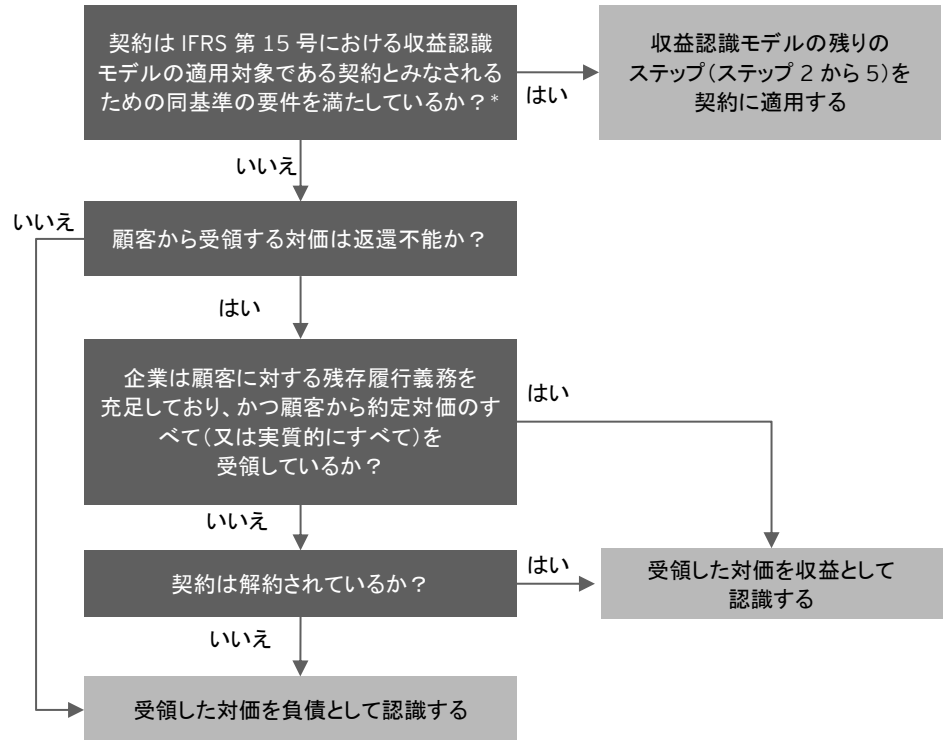 契約は IFRS 第 15 号における収益認識
モデルの適用対象である契約とみなされる
ための同基準の要件を満たしているか？*
はい
収益認識モデルの残りの
ステップ（ステップ 2 から 5）を
契約に適用する
いいえ
いいえ
顧客から受領する対価は返還不能か？
はい
企業は顧客に対する残存履行義務を
充足しており、かつ顧客から約定対価のす
べて（又は実質的にすべて）を
受領しているか？
はい
いいえ
契約は解約されているか？
はい
受領した対価を収益として
認識する
いいえ
受領した対価を負債として認識する